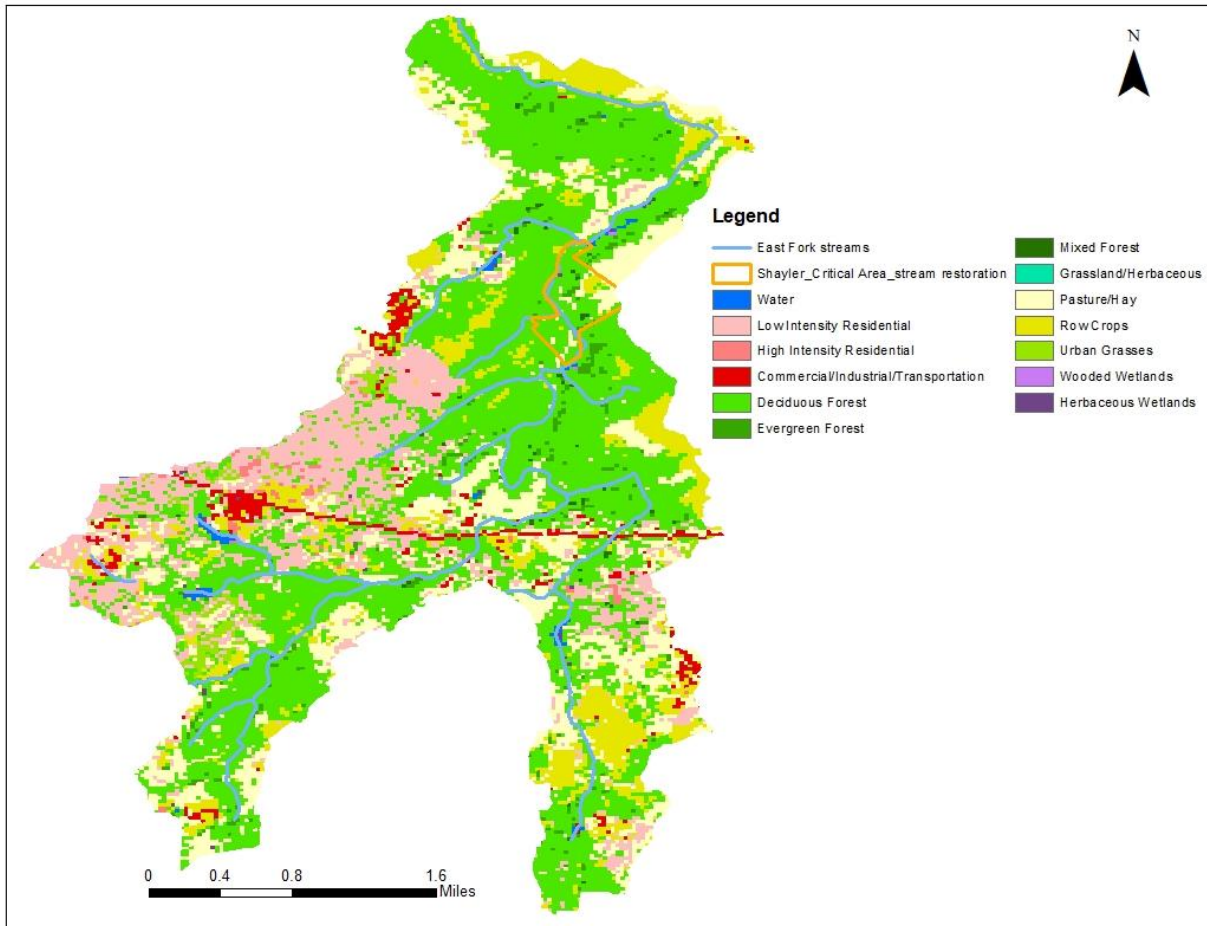 N
Legend
East Fork streams
Shayler_Critical Area_stream restoration
Water
Low Intensity Residential
High Intensity Residential
Commercial/Industrial/Transportation
Deciduous Forest
Evergreen Forest
Mixed Forest
Grassland/Herbaceous
Pasture/Hay
Row Crops
Urban Grasses
Wooded Wetlands
Herbaceous Wetlands
0 0.4 0.8 1.6
Miles